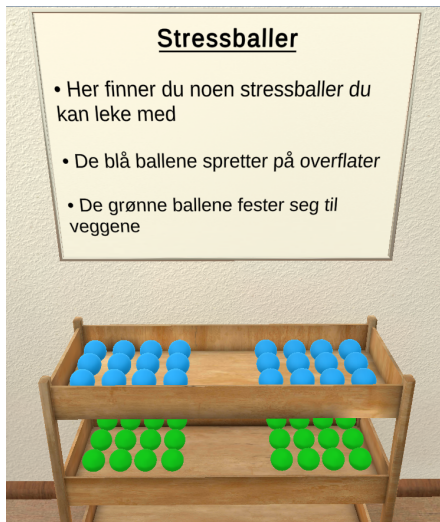 Stressballer
• Her finner du noen stressballer du
kan leke med
• De blå ballene spretter på overflater
• De grønne ballene fester seg til
veggene